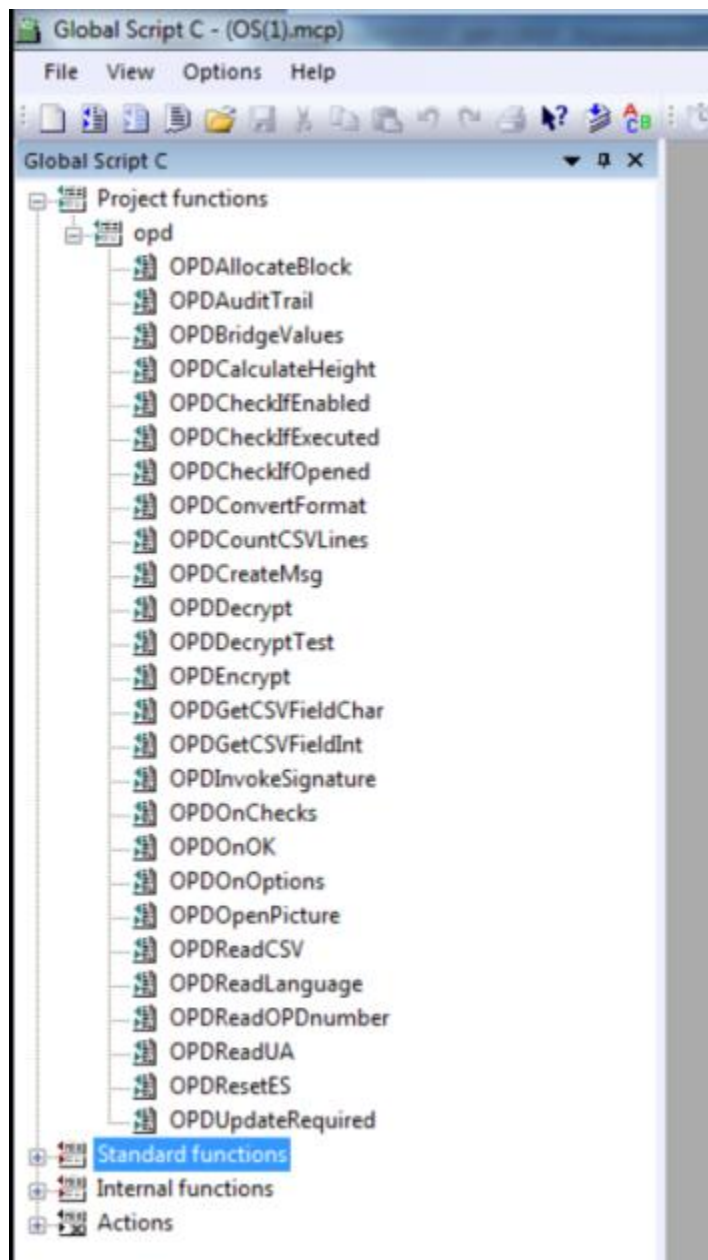 Global Script C - (OS(1).mcp)
File View Options Help
Global Script C
Project functions
opd
OPDAllocateBlock
OPDAuditTrail
OPDBridgeValues
OPDCalculateHeight
OPDCheckIfEnabled
OPDCheckIfExecuted
OPDCheckIfOpened
OPDConvertFormat
OPDCountCSVLines
OPDCreateMsg
OPDDecrypt
OPDDecryptTest
OPDEncrypt
OPDGetCSVFieldChar
OPDGetCSVFieldInt
OPDInvokeSignature
OPDOnChecks
OPDOnOK
OPDOnOptions
OPDOpenPicture
OPDReadCSV
OPDReadLanguage
OPDReadOPDnumber
OPDReadUA
OPDResetES
OPDUpdateRequired
Standard functions
Internal functions
Actions